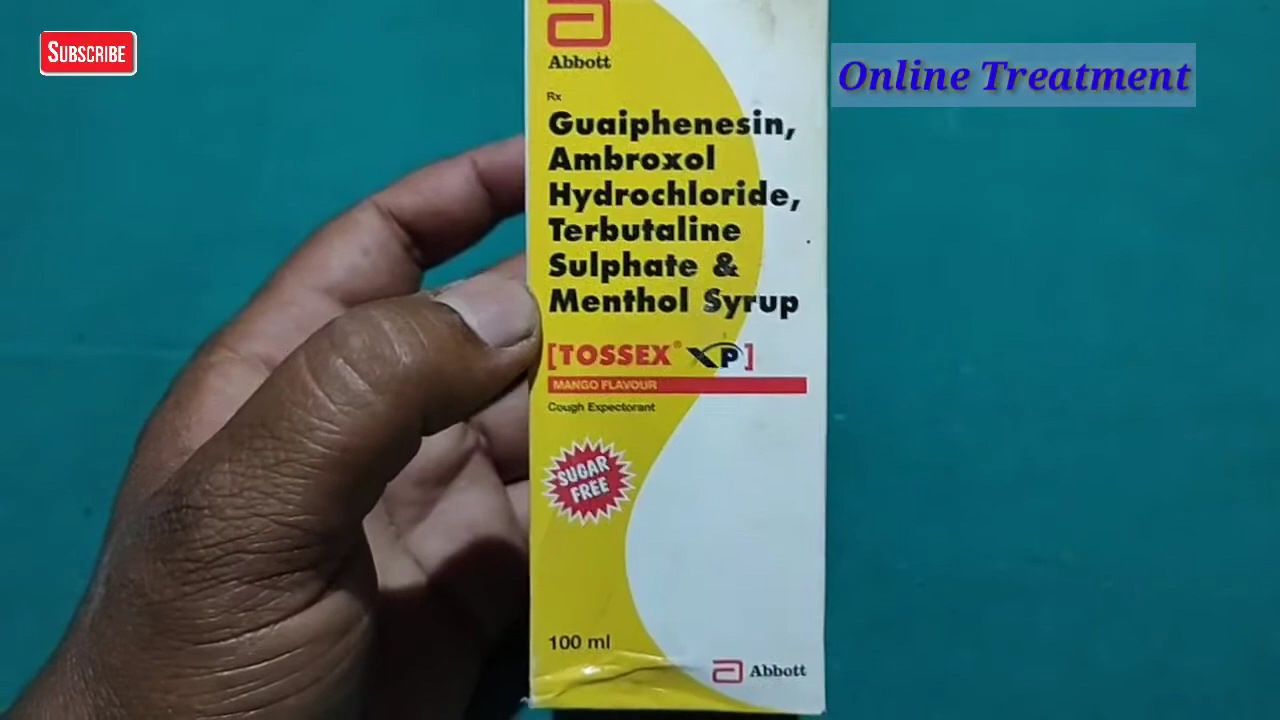 SUBSCRIBE
Online Treatment
Abbott
Rx
Guaiphenesin,
Ambroxol
Hydrochloride,
Terbutaline
Sulphate &
Menthol Syrup
[TOSSEX® XP]
MANGO FLAVOUR
Cough Expectorant
SUGAR
FREE
100 ml
Abbott